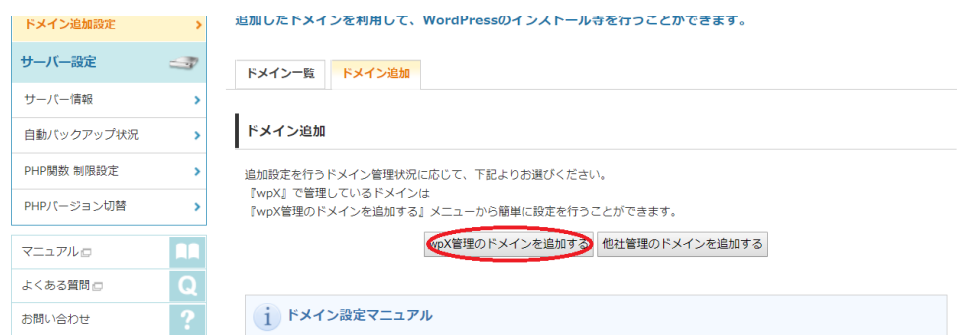 ドメイン追加設定
サーバー設定
サーバー情報
自動バックアップ状況
PHP関数 制限設定
PHPバージョン切替
マニュアル
よくある質問
お問い合わせ
追加したドメインを利用して、WordPressのインストール等を行うことができます。
ドメイン一覧 ドメイン追加
ドメイン追加
追加設定を行うドメイン管理状況に応じて、下記よりお選びください。
『wpX』で管理しているドメインは
『wpX管理のドメインを追加する』メニューから簡単に設定を行うことができます。
wpX管理のドメインを追加する 他社管理のドメインを追加する
ドメイン設定マニュアル